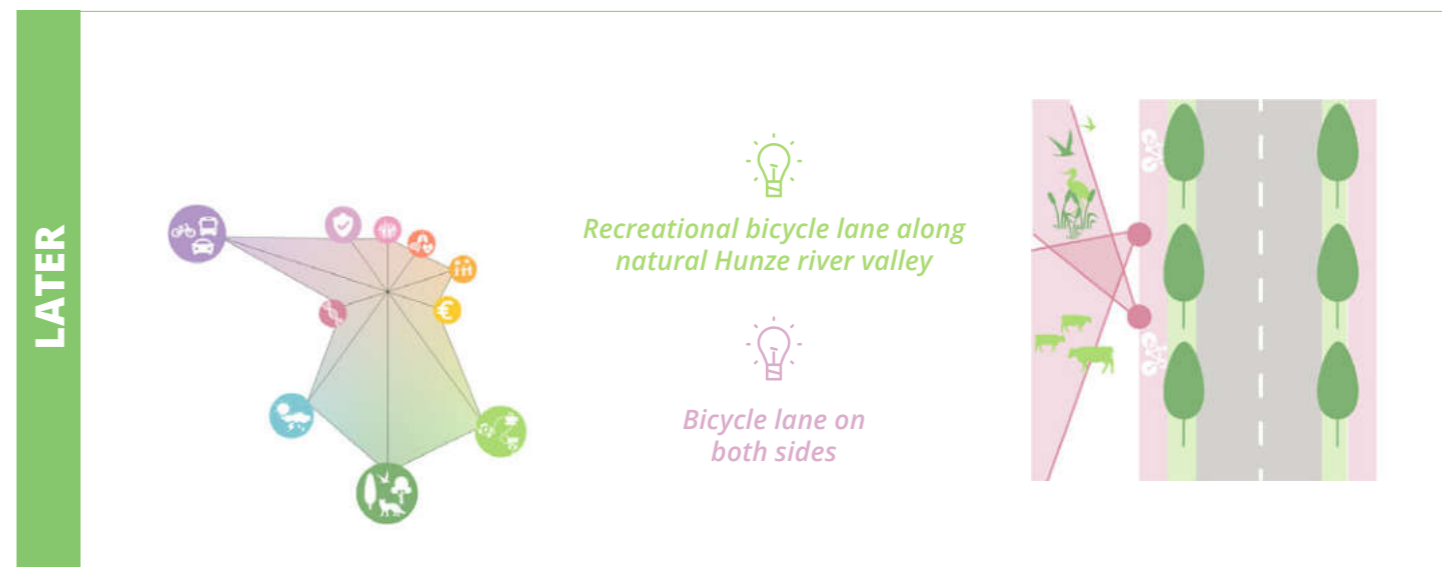 LATER
Recreational bicycle lane along
natural Hunze river valley
Bicycle lane on
both sides
€